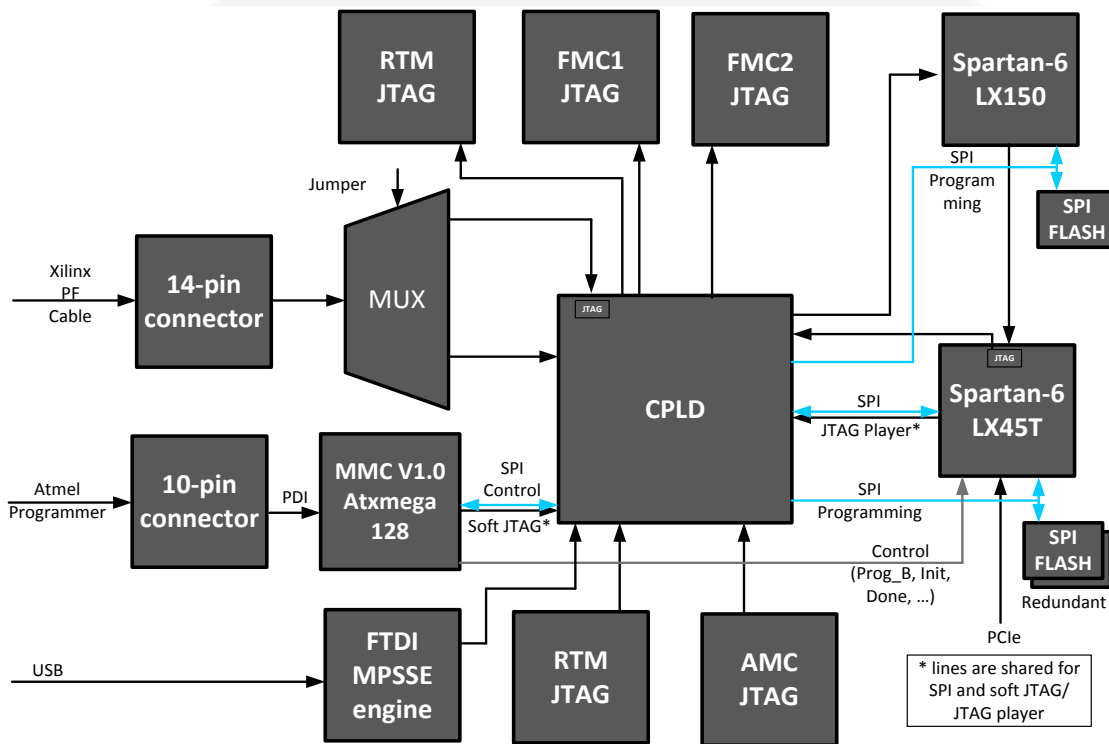 RTM
JTAG
FMC1
JTAG
FMC2
JTAG
Spartan-6
LX150
Jumper
SPI
Program
ming
SPI
FLASH
Xilinx
PF
Cable
14-pin
connector
MUX
JTAG
CPLD
JTAG
Spartan-6
LX45T
SPI
JTAG Player*
Atmel
Programmer
10-pin
connector
PDI
MMC V1.0
Atxmega
128
SPI
Control
Soft JTAG*
SPI
Programming
SPI
FLASH
Redundant
Control
(Prog_B, Init,
Done, ...)
USB
FTDI
MPSSE
engine
RTM
JTAG
AMC
JTAG
PCIe
* lines are shared for
SPI and soft JTAG/
JTAG player